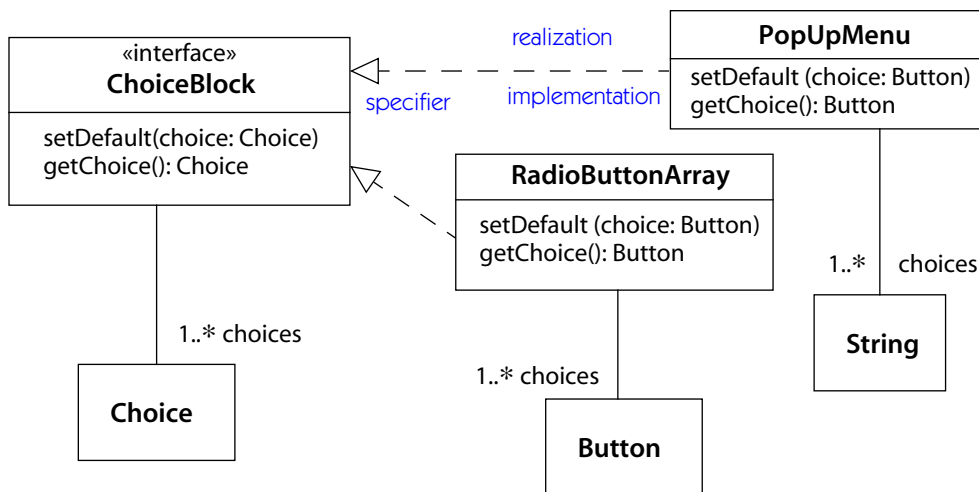 «interface»
ChoiceBlock
setDefault(choice: Choice)
getChoice(): Choice
realization
specifier
implementation
PopUpMenu
setDefault (choice: Button)
getChoice(): Button
RadioButtonArray
setDefault (choice: Button)
getChoice(): Button
1..* choices
Choice
1..* choices
Button
1..* choices
String